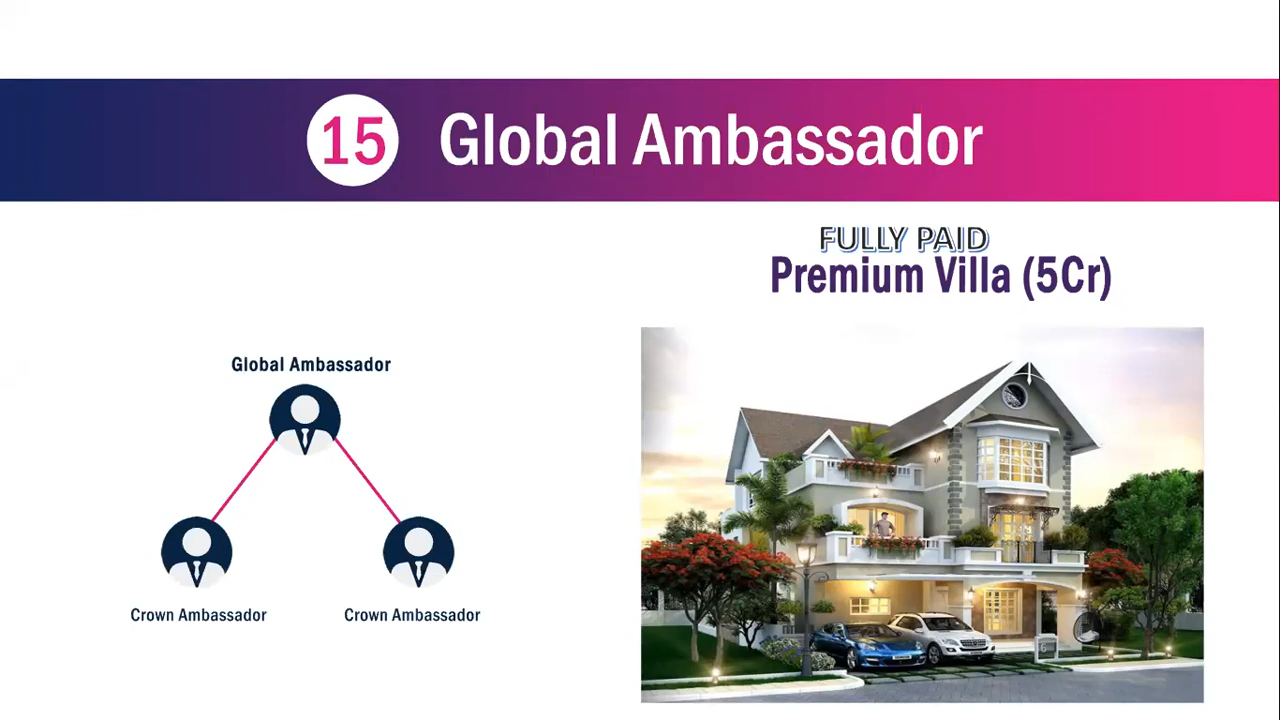 15 Global Ambassador
FULLY PAID
Premium Villa (5Cr)
Global Ambassador
Crown Ambassador
Crown Ambassador